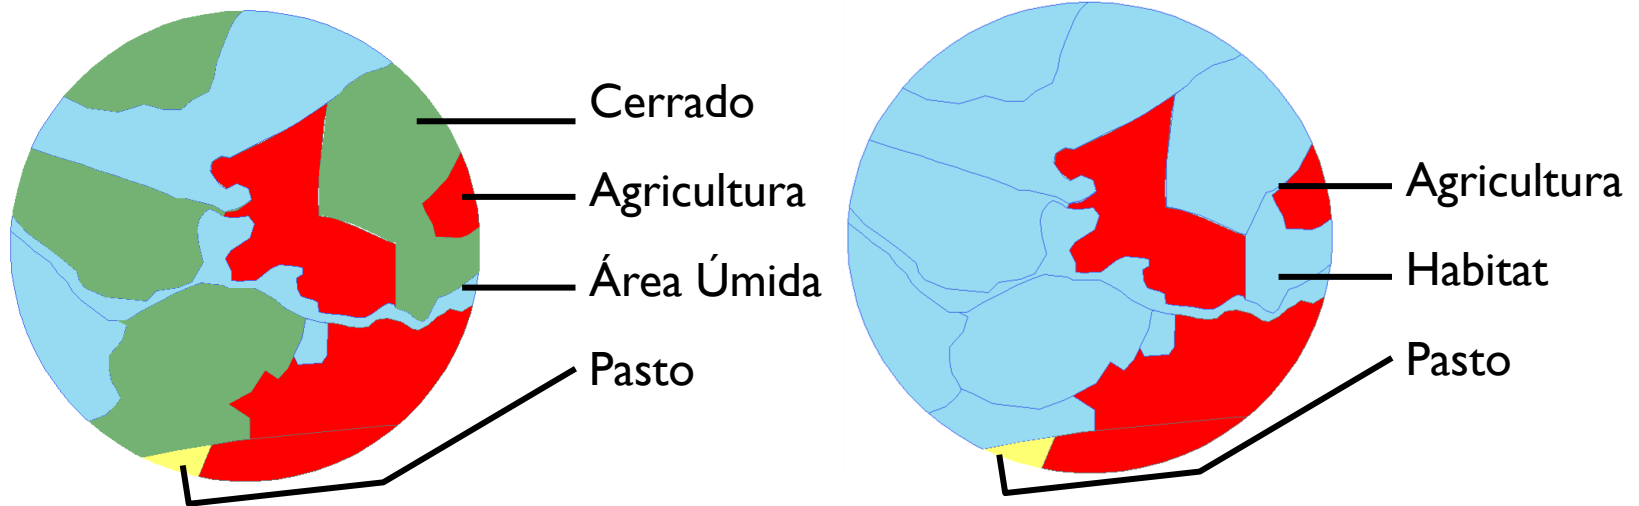 Cerrado
Agricultura
Área Úmida
Pasto
Agricultura
Habitat
Pasto